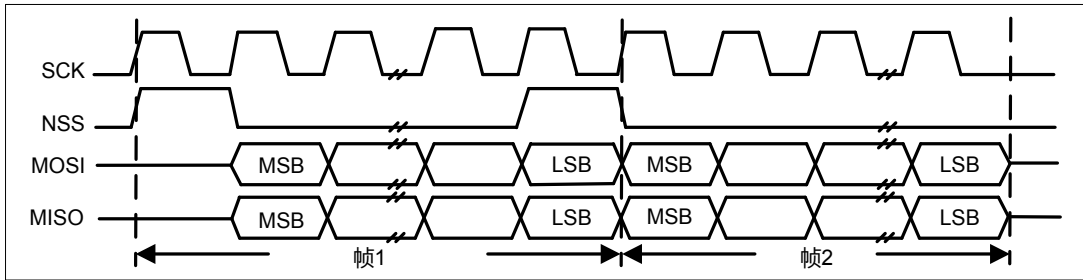 SCK
NSS
MOSI MSB LSB MSB LSB
MISO MSB LSB MSB LSB
帧1 帧2